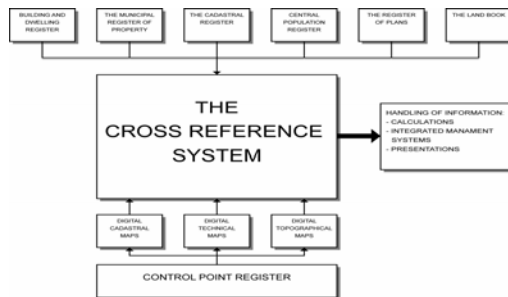 BUILDING AND
DWELLING
REGISTER
THE MUNICIPAL
REGISTER OF
PROPERTY
THE CADASTRAL
REGISTER
CENTRAL
POPULATION
REGISTER
THE REGISTER
OF PLANS
THE LAND BOOK
THE
CROSS REFERENCE
SYSTEM
HANDLING OF INFORMATION:
- CALCULATIONS
- INTEGRATED MANAMENT
SYSTEMS
- PRESENTATIONS
DIGITAL
CADASTRAL
MAPS
DIGITAL
TECHNICAL
MAPS
DIGITAL
TOPOGRAPHICAL
MAPS
CONTROL POINT REGISTER